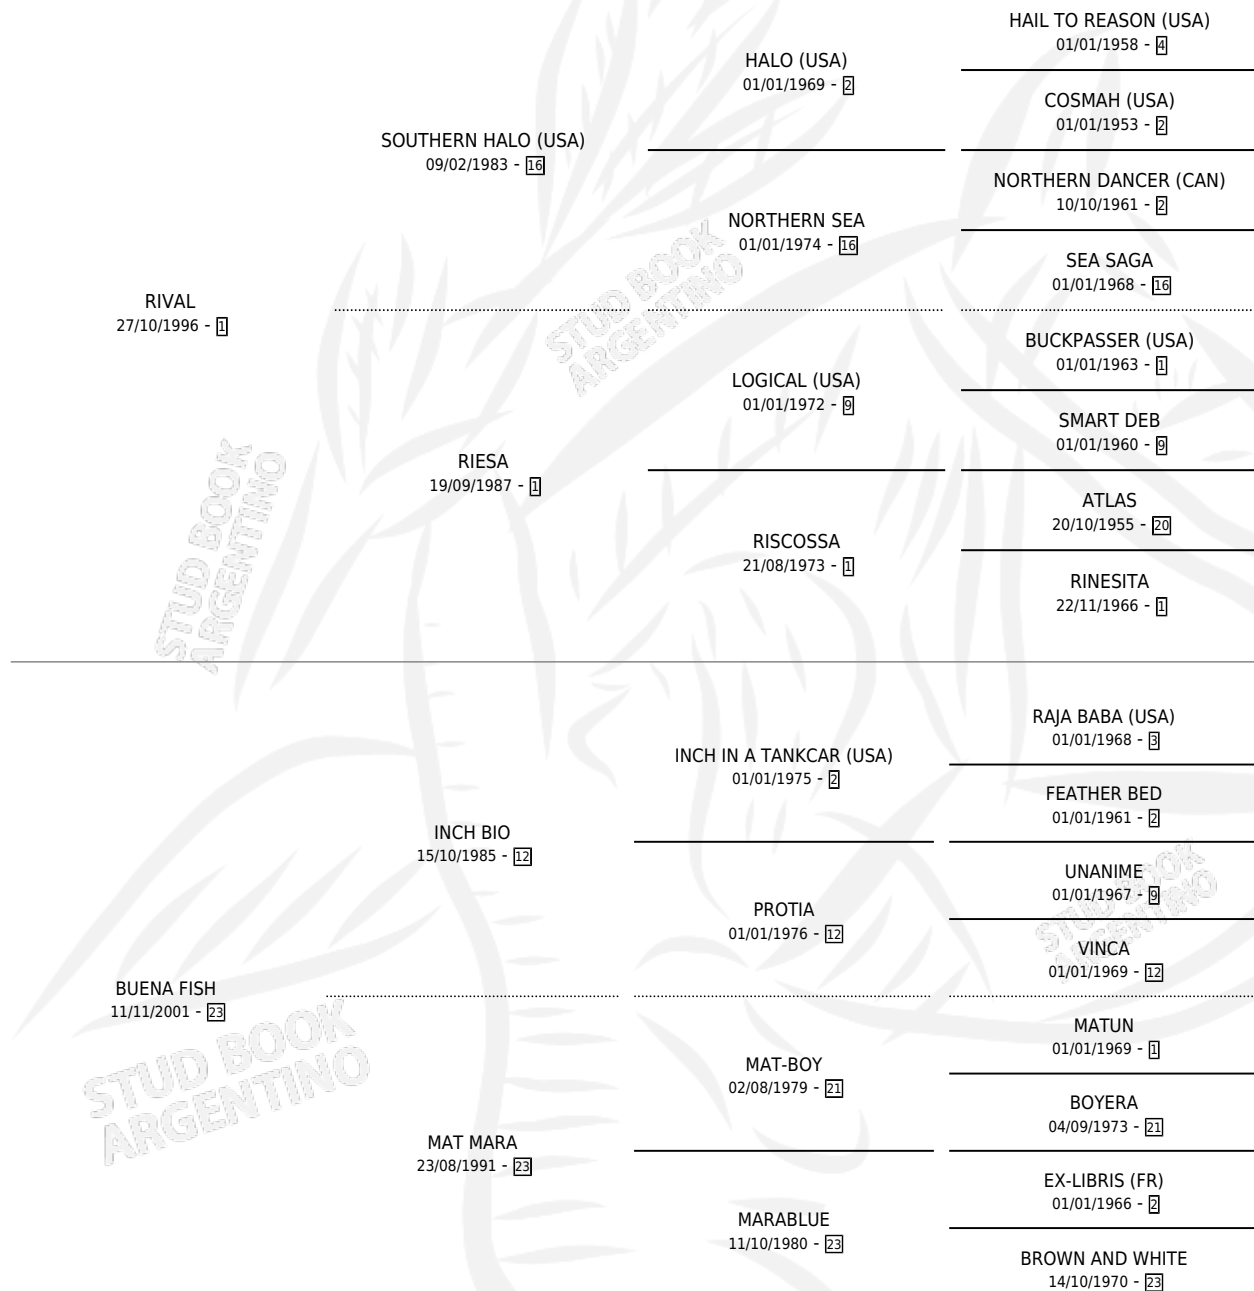 HAIL TO REASON (USA)
01/01/1958 - 4
HALO (USA)
01/01/1969 - 2
COSMAH (USA)
01/01/1953 - 2
SOUTHERN HALO (USA)
09/02/1983 - 16
NORTHERN DANCER (CAN)
10/10/1961 - 2
NORTHERN SEA
01/01/1974 - 16
SEA SAGA
01/01/1968 - 16
RIVAL
27/10/1996 - 1
BUCKPASSER (USA)
01/01/1963 - 1
LOGICAL (USA)
01/01/1972 - 9
SMART DEB
01/01/1960 - 9
RIESA
19/09/1987 - 1
ATLAS
20/10/1955 - 20
RISCOSSA
21/08/1973 - 1
RINESITA
22/11/1966 - 1
STUD BOOK
ARGENTINO
STUD BOOK
ARGENTINO
RAJA BABA (USA)
01/01/1968 - 3
INCH IN A TANKCAR (USA)
01/01/1975 - 2
FEATHER BED
01/01/1961 - 2
INCH BIO
15/10/1985 - 12
UNANIME
01/01/1967 - 9
PROTIA
01/01/1976 - 12
VINCA
01/01/1969 - 12
BUENA FISH
11/11/2001 - 23
MATUN
01/01/1969 - 1
MAT-BOY
02/08/1979 - 21
BOYERA
04/09/1973 - 21
MAT MARA
23/08/1991 - 23
EX-LIBRIS (FR)
01/01/1966 - 2
MARABLUE
11/10/1980 - 23
BROWN AND WHITE
14/10/1970 - 23
STUD BOOK
ARGENTINO
STUD BOOK
ARGENTINO